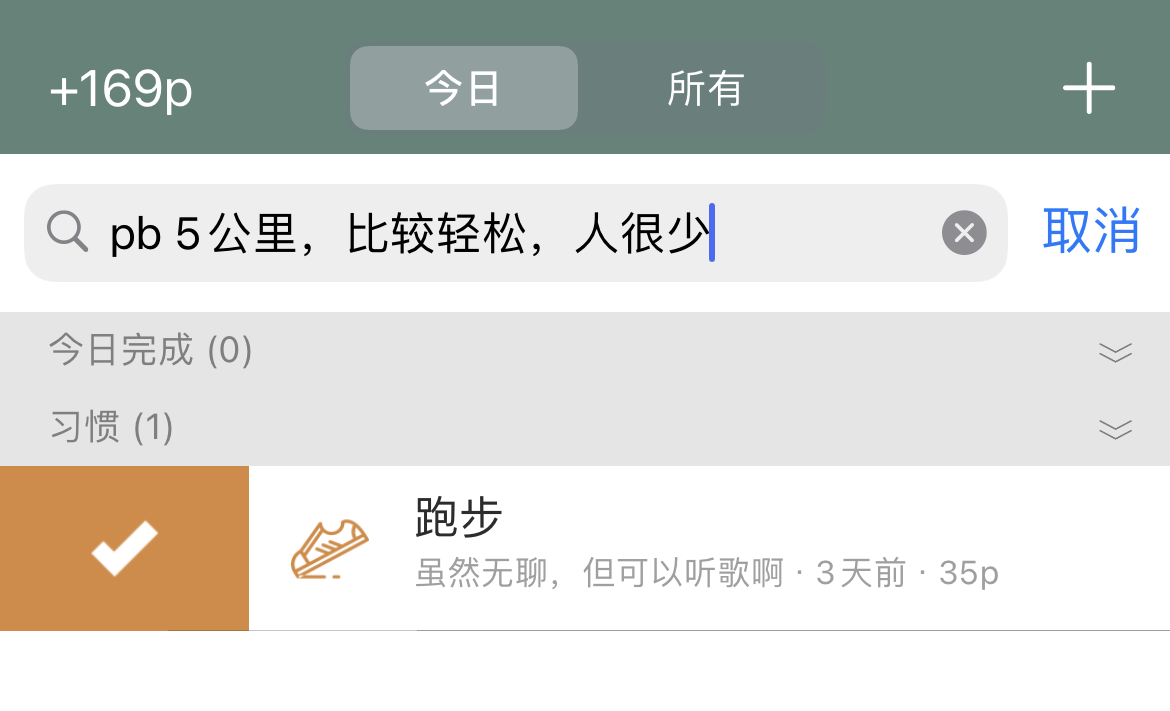 +169p 今日 所有
pb 5 公里，比较轻松，人很少 取消
今日完成 (0)
习惯 (1)
跑步
虽然无聊，但可以听歌啊 · 3 天前 · 35p